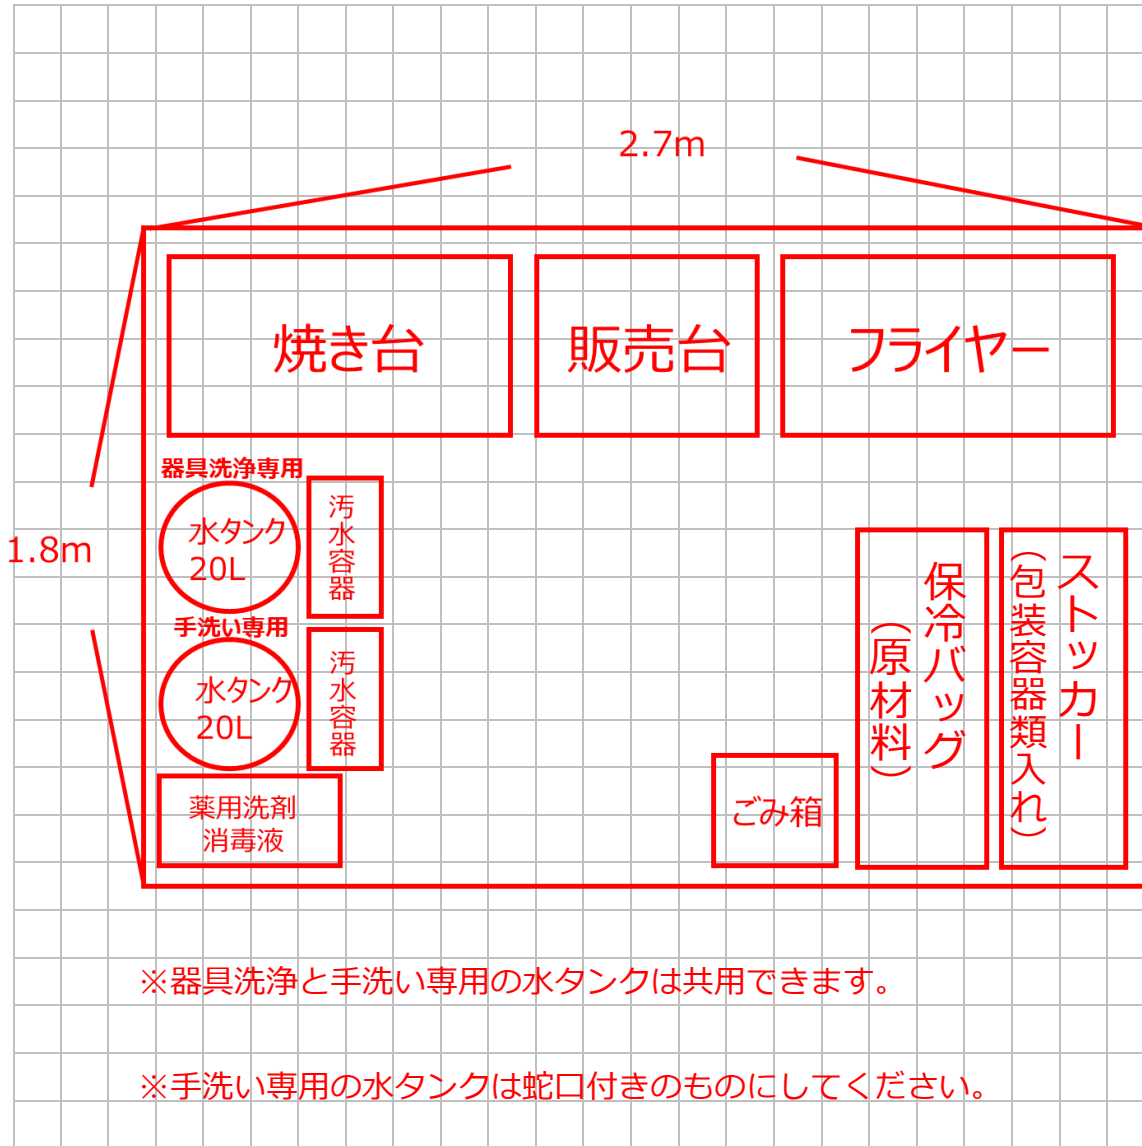 2.7m
焼き台
販売台
フライヤー
1.8m
器具洗浄専用
水タンク
20L
汚水容器
手洗い専用
水タンク
20L
汚水容器
薬用洗剤
消毒液
ごみ箱
保冷バッグ
（原材料）
ストッカー
（包装容器類入れ）
※器具洗浄と手洗い専用の水タンクは共用できます。
※手洗い専用の水タンクは蛇口付きのものにしてください。